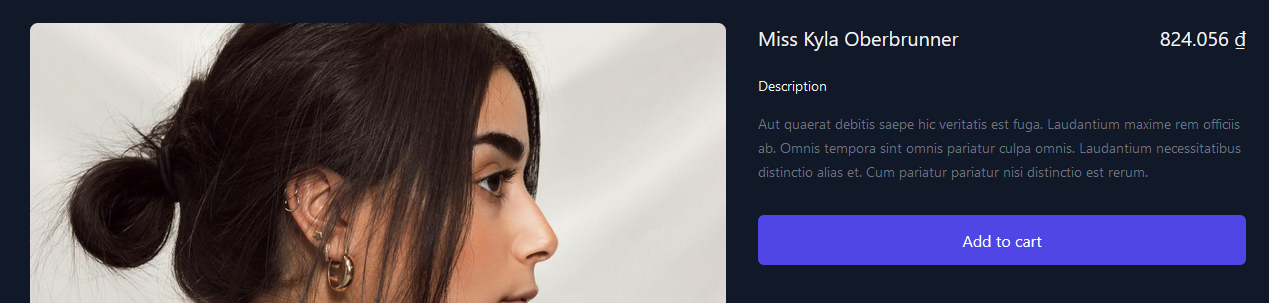 Miss Kyla Oberbrunner
824.056 ₫
Description
Aut quaerat debitis saepe hic veritatis est fuga. Laudantium maxime rem officiis
ab. Omnis tempora sint omnis pariatur culpa omnis. Laudantium necessitatibus
distinctio alias et. Cum pariatur pariatur nisi distinctio est rerum.
Add to cart